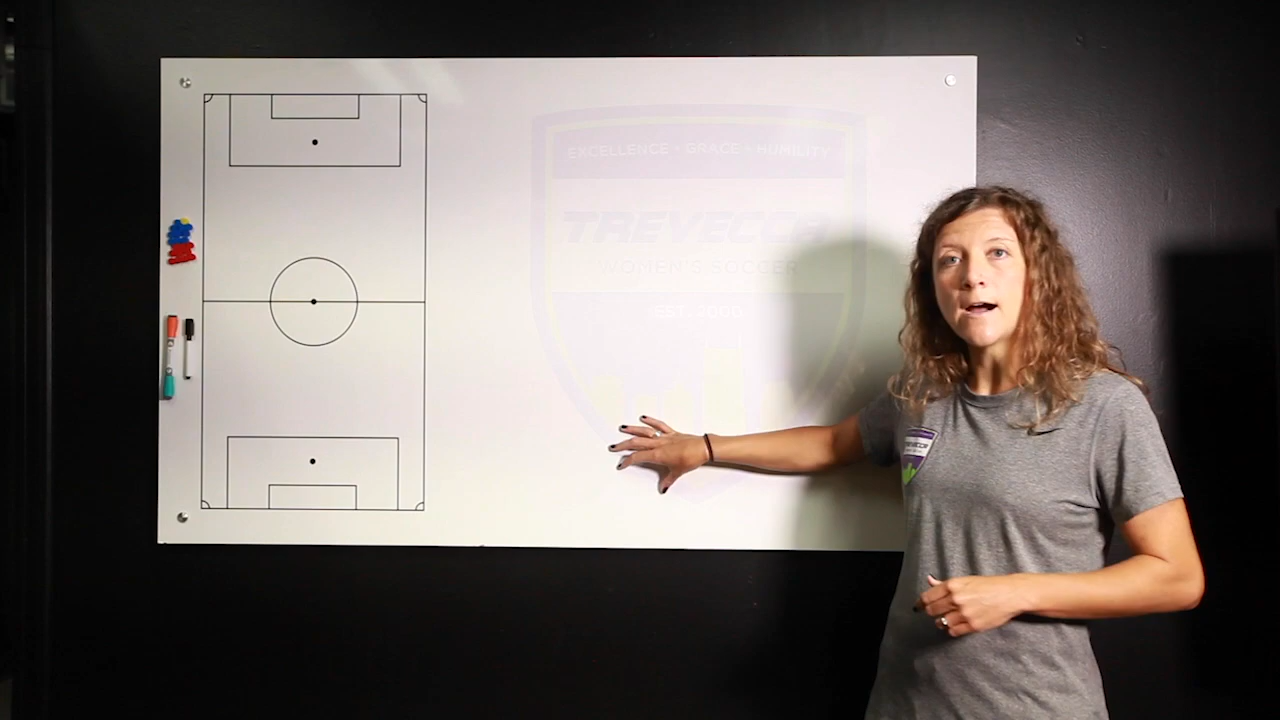 EXCELLENCE • GRACE • HUMILITY
TREVECCA
WOMEN'S SOCCER
EST. 2000